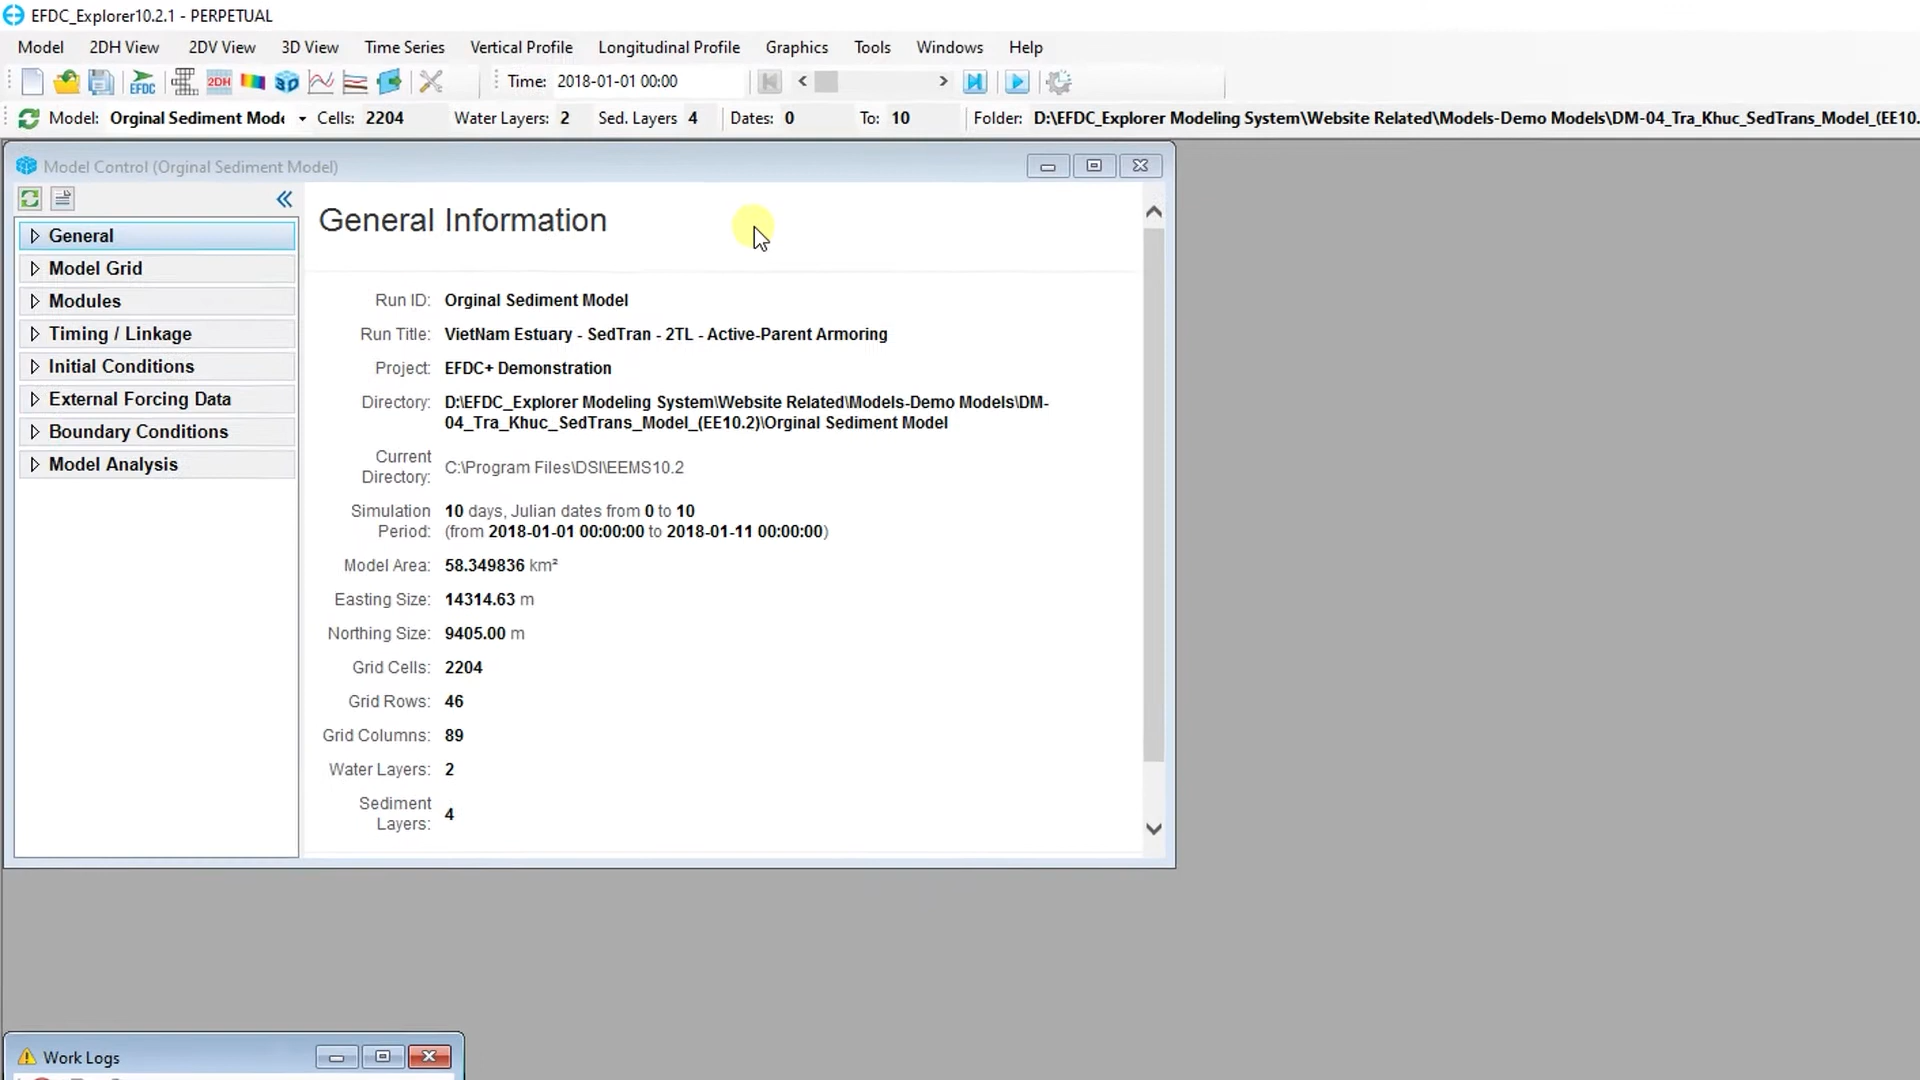 EFDC_Explorer10.2.1 - PERPETUAL
Model 2DH View 2DV View 3D View Time Series Vertical Profile Longitudinal Profile Graphics Tools Windows Help
EFDC 2DH 3D Time: 2018-01-01 00:00
Model: Orginal Sediment Mode Cells: 2204 Water Layers: 2 Sed. Layers 4 Dates: 0 To: 10 Folder: D:\EFDC_Explorer Modeling System\Website Related\Models-Demo Models\DM-04_Tra_Khuc_SedTrans_Model_(EE10.
Model Control (Orginal Sediment Model)
General
Model Grid
Modules
Timing / Linkage
Initial Conditions
External Forcing Data
Boundary Conditions
Model Analysis
General Information
Run ID: Orginal Sediment Model
Run Title: VietNam Estuary - SedTran - 2TL - Active-Parent Armoring
Project: EFDC+ Demonstration
Directory: D:\EFDC_Explorer Modeling System\Website Related\Models-Demo Models\DM-
04_Tra_Khuc_SedTrans_Model_(EE10.2)\Orginal Sediment Model
Current
Directory: C:\Program Files\DSI\EEMS10.2
Simulation 10 days, Julian dates from 0 to 10
Period: (from 2018-01-01 00:00:00 to 2018-01-11 00:00:00)
Model Area: 58.349836 km²
Easting Size: 14314.63 m
Northing Size: 9405.00 m
Grid Cells: 2204
Grid Rows: 46
Grid Columns: 89
Water Layers: 2
Sediment
Layers: 4
Work Logs